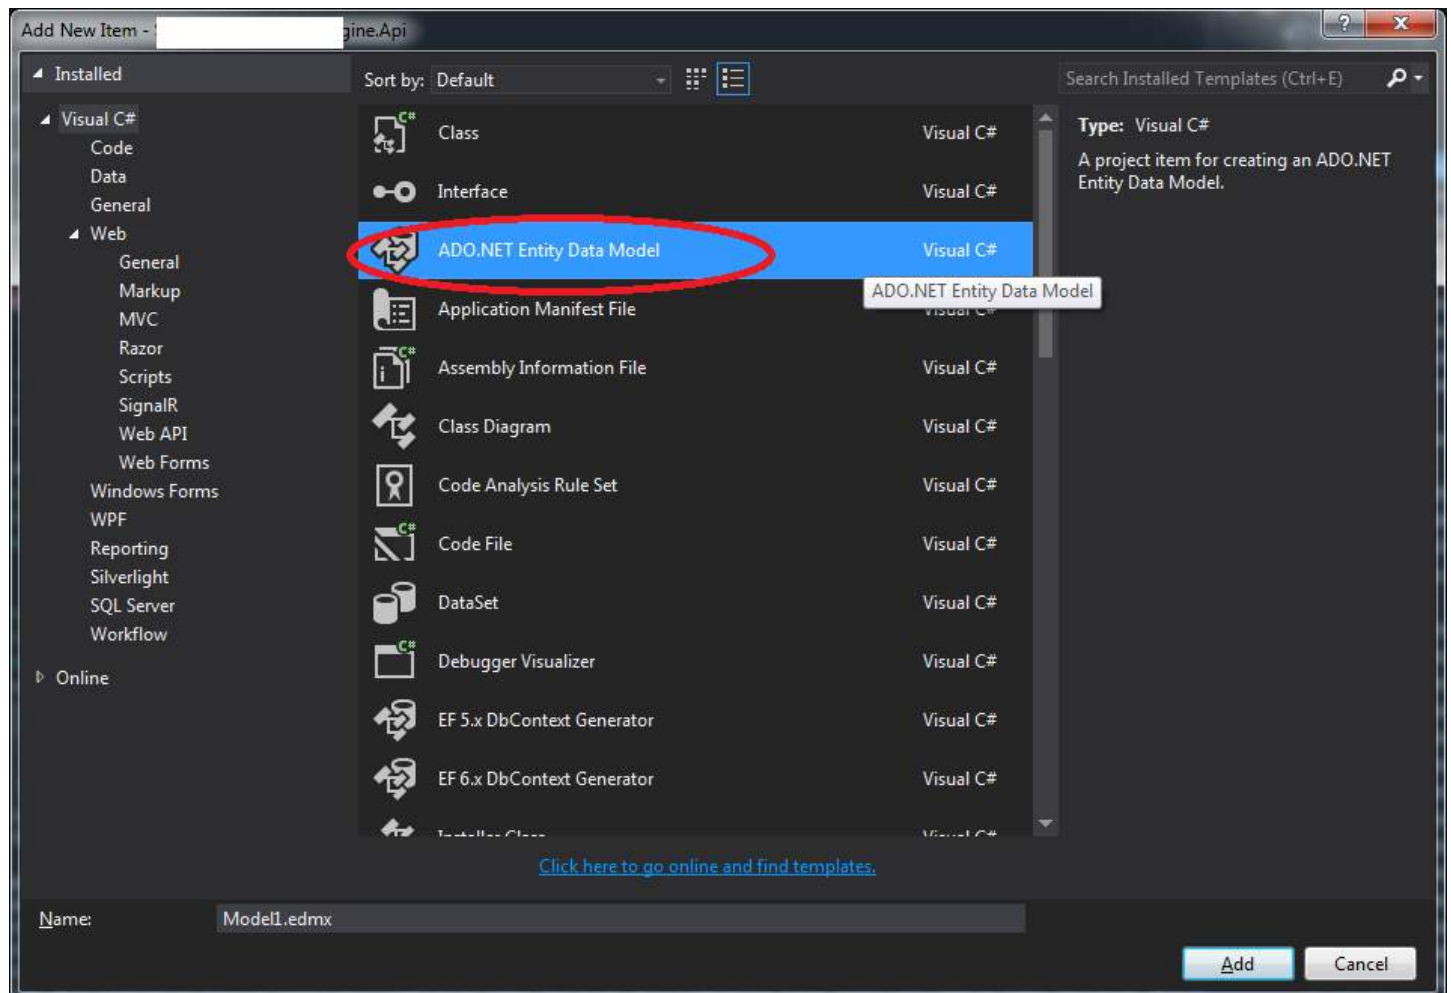 Add New Item -
gine.Api
?
x
Installed
Sort by: Default
Search Installed Templates (Ctrl+E)
Visual C#
Code
Data
General
Web
General
Markup
MVC
Razor
Scripts
SignalR
Web API
Web Forms
Windows Forms
WPF
Reporting
Silverlight
SQL Server
Workflow
Online
C# Class Visual C#
Interface Visual C#
ADO.NET Entity Data Model Visual C#
ADO.NET Entity Data Model
Application Manifest File Visual C#
C# Assembly Information File Visual C#
Class Diagram Visual C#
Code Analysis Rule Set Visual C#
C# Code File Visual C#
DataSet Visual C#
C# Debugger Visualizer Visual C#
EF 5.x DbContext Generator Visual C#
EF 6.x DbContext Generator Visual C#
Installer Class Visual C#
Type: Visual C#
A project item for creating an ADO.NET
Entity Data Model.
Click here to go online and find templates.
Name: Model1.edmx
Add
Cancel